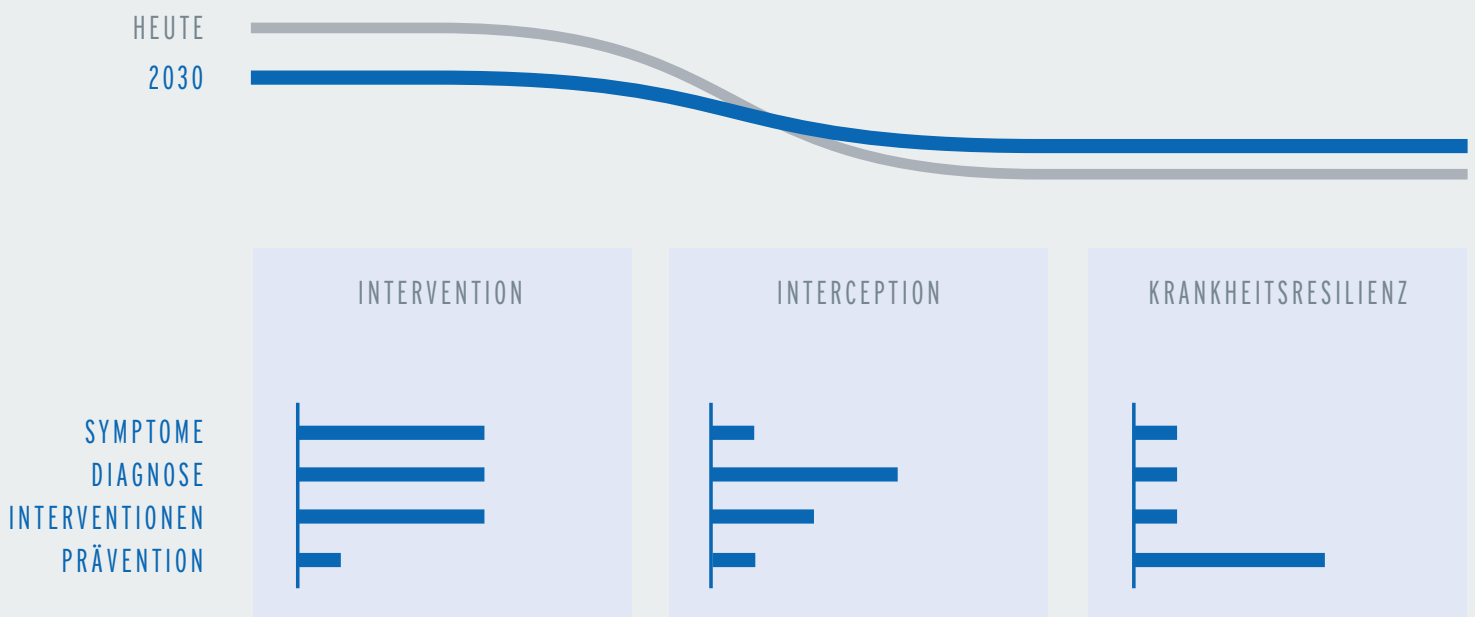 HEUTE
2030
INTERVENTION
INTERCEPTION
KRANKHEITSRESILIENZ
SYMPTOME
DIAGNOSE
INTERVENTIONEN
PRÄVENTION